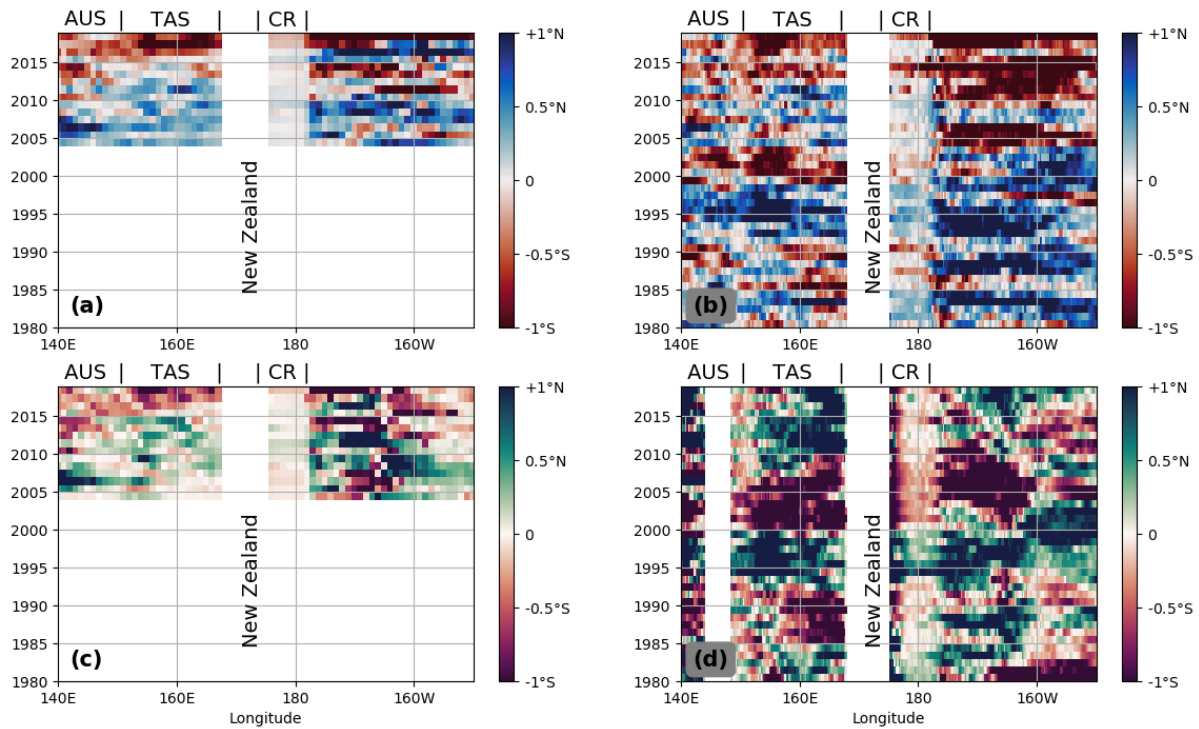 AUS | TAS | | CR |
+1°N
0.5°N
0
-0.5°S
-1°S
2015
2010
2005
2000
1995
1990
1985
1980
New Zealand
(a)
140E 160E 180 160W
AUS | TAS | | CR |
+1°N
0.5°N
0
-0.5°S
-1°S
2015
2010
2005
2000
1995
1990
1985
1980
New Zealand
(b)
140E 160E 180 160W
AUS | TAS | | CR |
+1°N
0.5°N
0
-0.5°S
-1°S
2015
2010
2005
2000
1995
1990
1985
1980
New Zealand
(c)
140E 160E 180 160W
Longitude
AUS | TAS | | CR |
+1°N
0.5°N
0
-0.5°S
-1°S
2015
2010
2005
2000
1995
1990
1985
1980
New Zealand
(d)
140E 160E 180 160W
Longitude